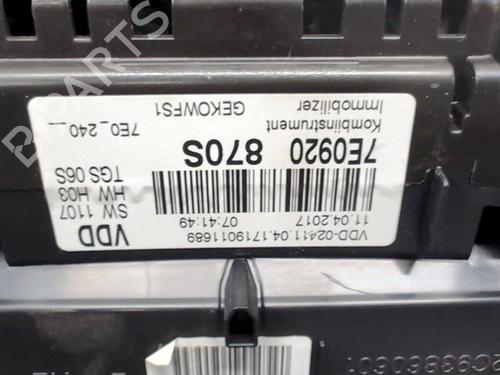 VDD-02411.04.1719011689
11.04.2017 07:41:49
7E0920 870S
Kombiinstrument
Immobilizer GEKOWFS1
VDD
SW 1107
HW H03
TGS 06S
7E0_240__
B-PARTS